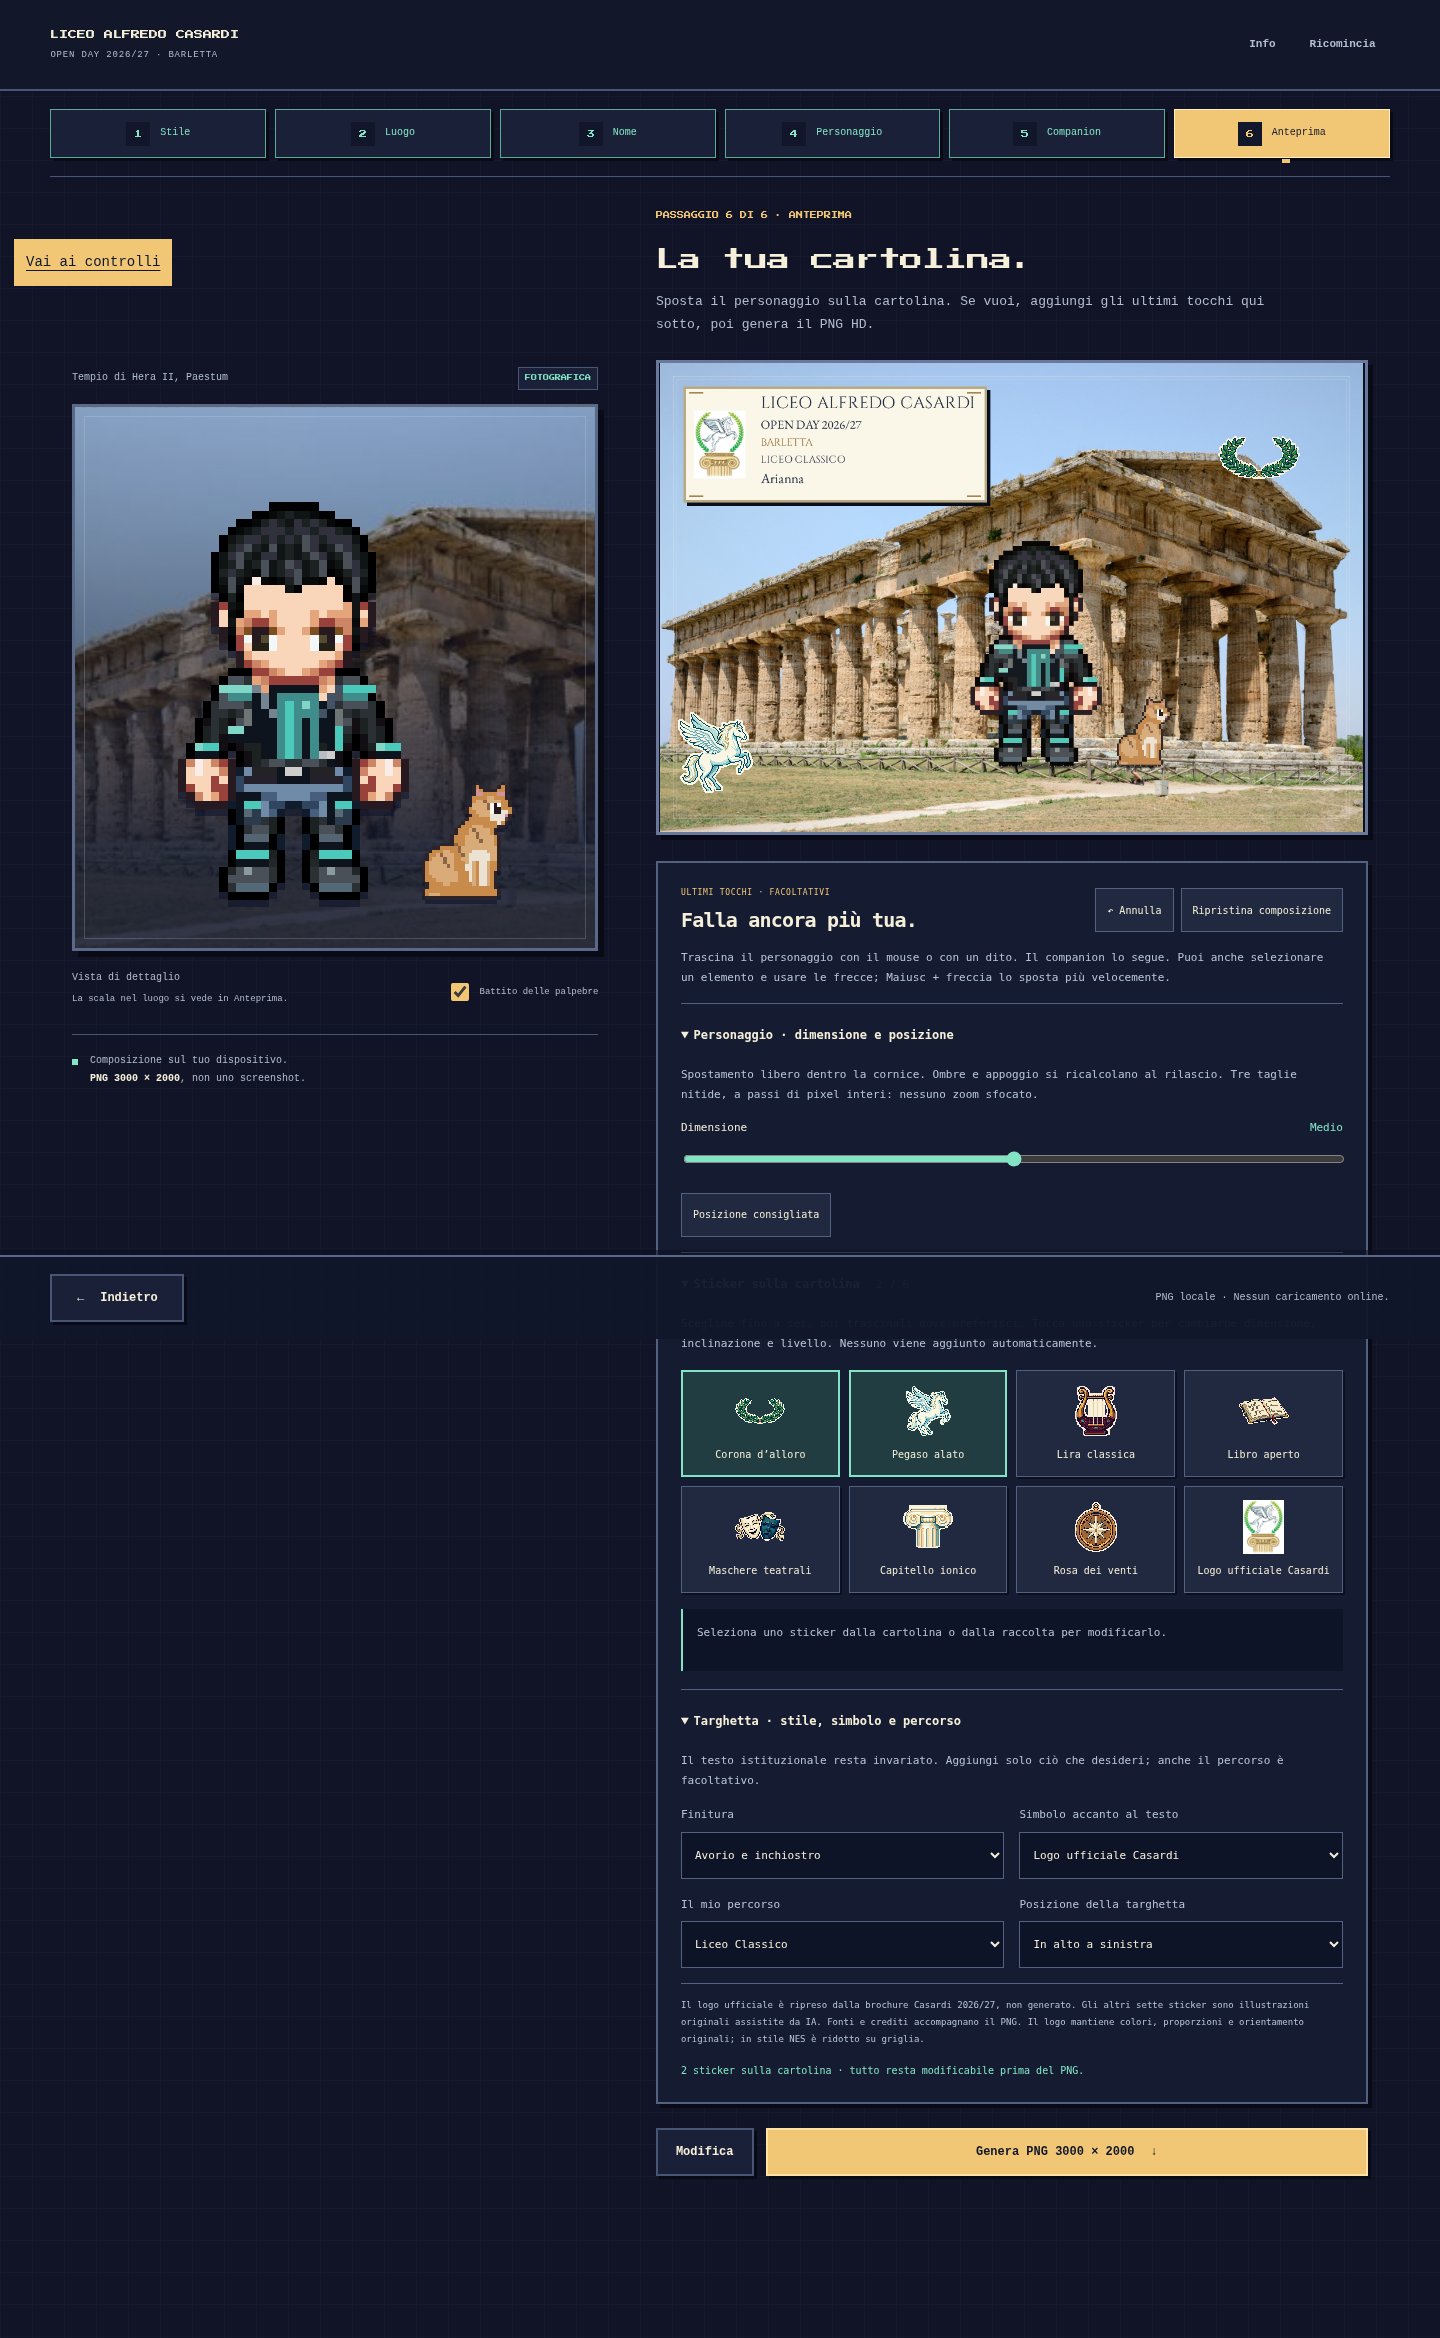 LICEO ALFREDO CASARDI
OPEN DAY 2026/27 · BARLETTA
Info
Ricomincia
1 Stile
2 Luogo
3 Nome
4 Personaggio
5 Companion
6 Anteprima
Vai ai controlli
Tempio di Hera II, Paestum
FOTOGRAFICA
Vista di dettaglio
La scala nel luogo si vede in Anteprima.
Battito delle palpebre
Composizione sul tuo dispositivo.
PNG 3000 × 2000, non uno screenshot.
PASSAGGIO 6 DI 6 · ANTEPRIMA
La tua cartolina.
Sposta il personaggio sulla cartolina. Se vuoi, aggiungi gli ultimi tocchi qui
sotto, poi genera il PNG HD.
LICEO ALFREDO CASARDI
OPEN DAY 2026/27
BARLETTA
LICEO CLASSICO
Arianna
ULTIMI TOCCHI · FACOLTATIVI
Falla ancora più tua.
↶ Annulla
Ripristina composizione
Trascina il personaggio con il mouse o con un dito. Il companion lo segue. Puoi anche selezionare
un elemento e usare le frecce; Maiusc + freccia lo sposta più velocemente.
▼ Personaggio · dimensione e posizione
Spostamento libero dentro la cornice. Ombre e appoggio si ricalcolano al rilascio. Tre taglie
nitide, a passi di pixel interi: nessuno zoom sfocato.
Dimensione
Medio
Posizione consigliata
▼ Sticker sulla cartolina 2 / 6
← Indietro
PNG locale · Nessun caricamento online.
inclinazione e livello. Nessuno viene aggiunto automaticamente.
Corona d’alloro
Pegaso alato
Lira classica
Libro aperto
Maschere teatrali
Capitello ionico
Rosa dei venti
Logo ufficiale Casardi
Seleziona uno sticker dalla cartolina o dalla raccolta per modificarlo.
▼ Targhetta · stile, simbolo e percorso
Il testo istituzionale resta invariato. Aggiungi solo ciò che desideri; anche il percorso è
facoltativo.
Finitura
Simbolo accanto al testo
Avorio e inchiostro
Logo ufficiale Casardi
Il mio percorso
Posizione della targhetta
Liceo Classico
In alto a sinistra
Il logo ufficiale è ripreso dalla brochure Casardi 2026/27, non generato. Gli altri sette sticker sono illustrazioni
originali assistite da IA. Fonti e crediti accompagnano il PNG. Il logo mantiene colori, proporzioni e orientamento
originali; in stile NES è ridotto su griglia.
2 sticker sulla cartolina · tutto resta modificabile prima del PNG.
Modifica
Genera PNG 3000 × 2000 ↓